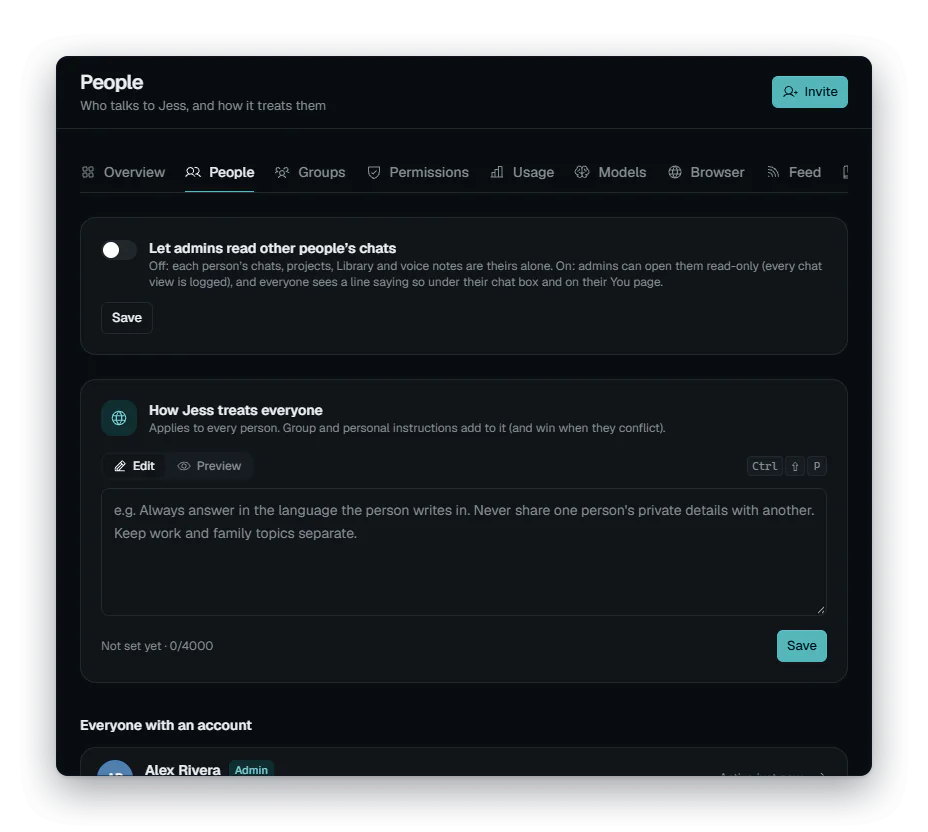 People
Who talks to Jess, and how it treats them
Invite
Overview People Groups Permissions Usage Models Browser Feed
Let admins read other people's chats
Off: each person's chats, projects, Library and voice notes are theirs alone. On: admins can open them read-only (every chat
view is logged), and everyone sees a line saying so under their chat box and on their You page.
Save
How Jess treats everyone
Applies to every person. Group and personal instructions add to it (and win when they conflict).
Edit Preview Ctrl ⇧ P
e.g. Always answer in the language the person writes in. Never share one person's private details with another.
Keep work and family topics separate.
Not set yet · 0/4000
Save
Everyone with an account
Alex Rivera Admin